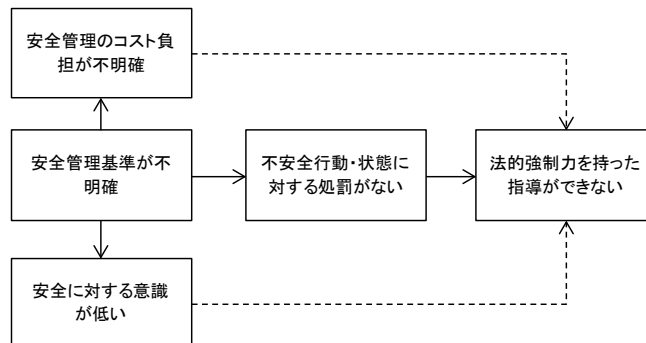 安全管理のコスト負
担が不明確
安全管理基準が不
明確
不安全行動・状態に
対する処罰がない
法的強制力を持った
指導ができない
安全に対する意識
が低い